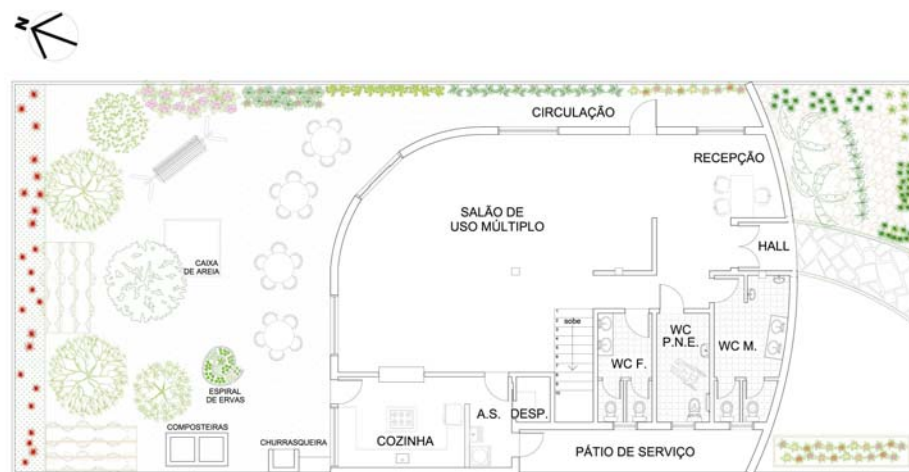 N
CIRCULAÇÃO
RECEPÇÃO
SALÃO DE
USO MÚLTIPLO
HALL
CAIXA
DE AREIA
sobe
WC
P.N.E.
WC F.
WC M.
ESPIRAL
DE ERVAS
COMPOSTEIRAS
CHURRASQUEIRA
COZINHA
A.S.
DESP.
PÁTIO DE SERVIÇO